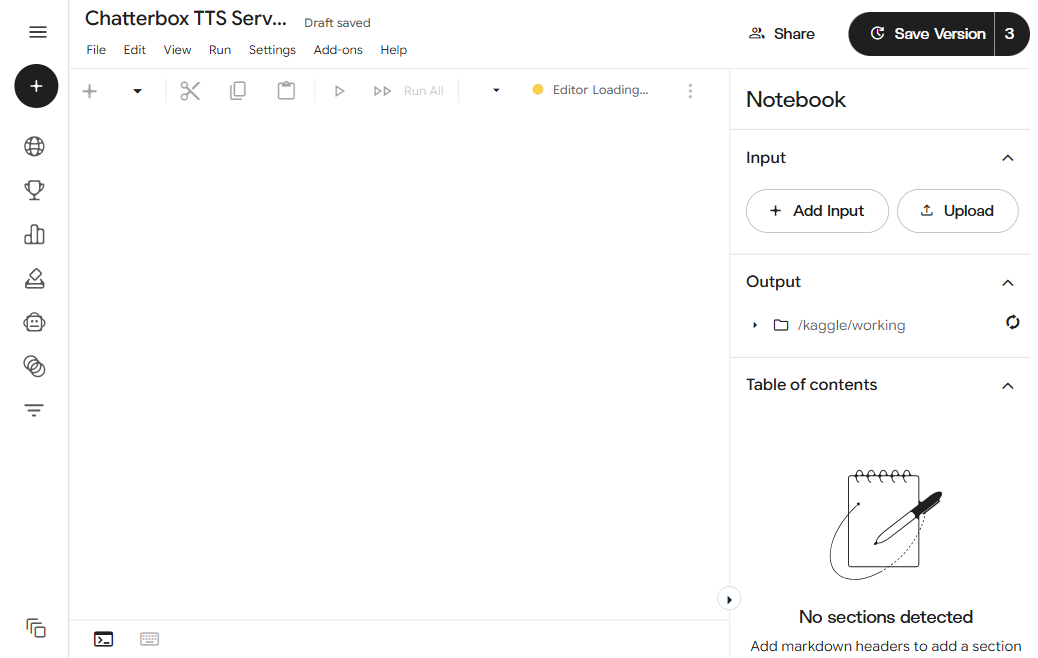 Chatterbox TTS Serv...
Draft saved
File Edit View Run Settings Add-ons Help
Share
Save Version 3
Run All
Editor Loading...
Notebook
Input
Add Input
Upload
Output
/kaggle/working
Table of contents
No sections detected
Add markdown headers to add a section